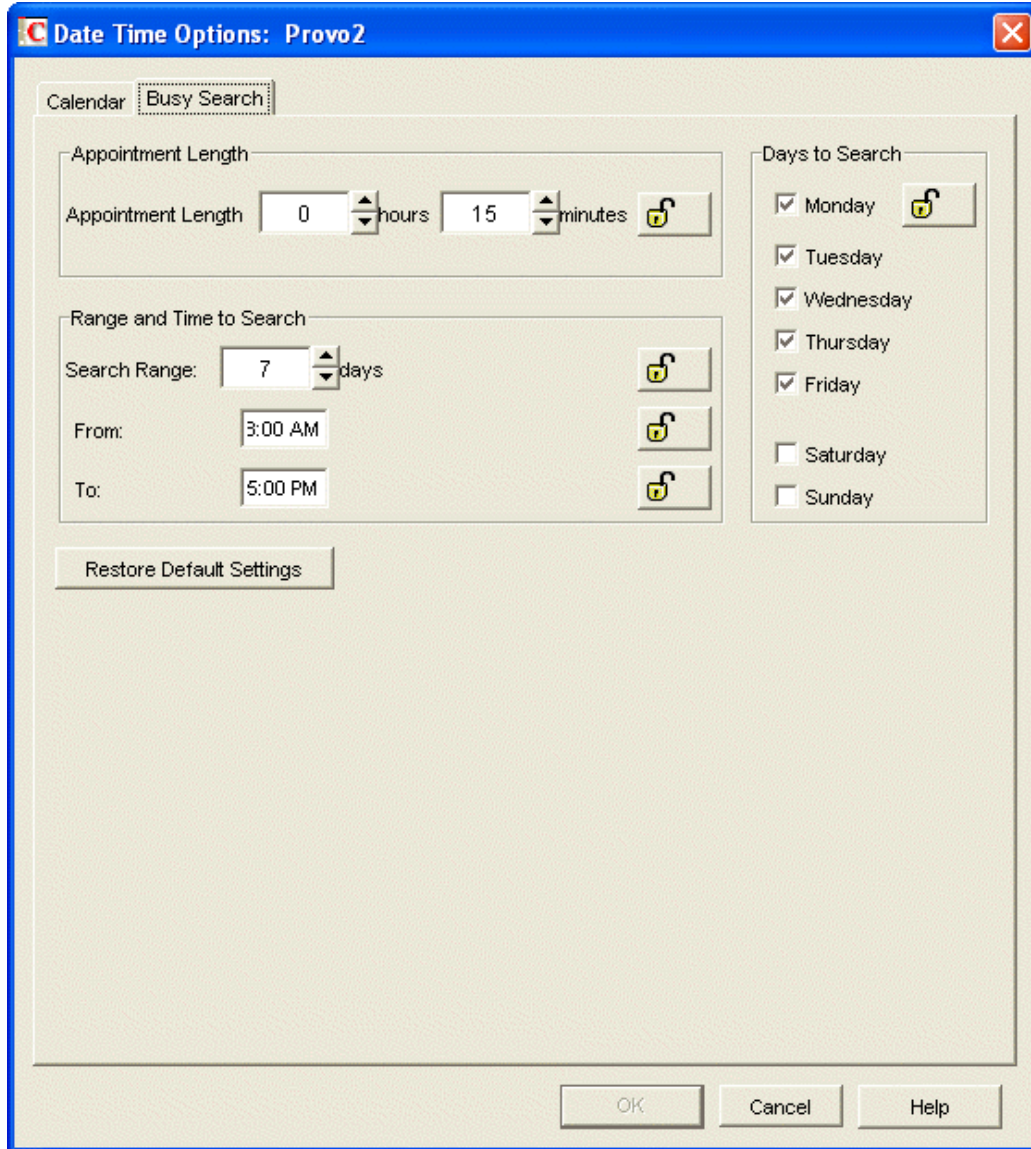 C Date Time Options: Provo2
Calendar
Busy Search
Appointment Length
Appointment Length 0 hours 15 minutes
Range and Time to Search
Search Range: 7 days
From: 8:00 AM
To: 5:00 PM
Days to Search
Monday
Tuesday
Wednesday
Thursday
Friday
Saturday
Sunday
Restore Default Settings
OK
Cancel
Help